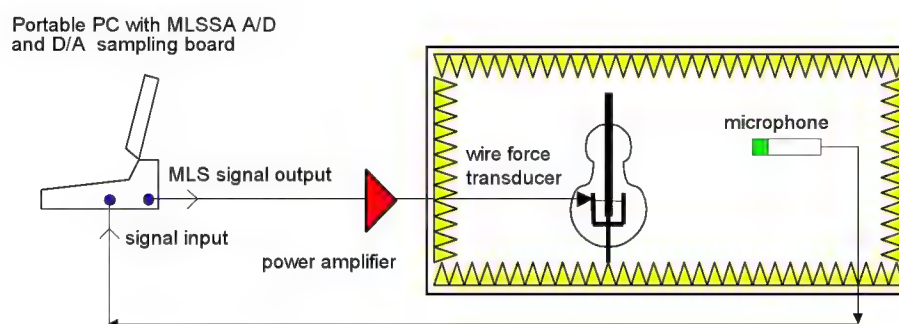 Portable PC with MLSSA A/D
and D/A sampling board
microphone
wire force
transducer
MLS signal output
signal input
power amplifier